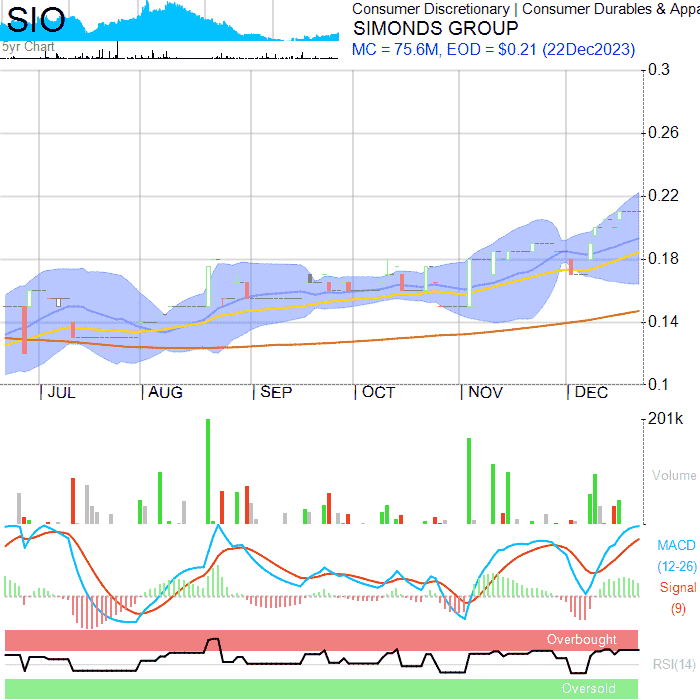 SIO
5yr Chart
Consumer Discretionary | Consumer Durables & Appa
SIMONDS GROUP
MC = 75.6M, EOD = $0.21 (22Dec2023)
0.3
0.26
0.22
0.18
0.14
0.1
JUL
AUG
SEP
OCT
NOV
DEC
201k
Volume
MACD
(12-26)
Signal
(9)
Overbought
RSI(14)
Oversold